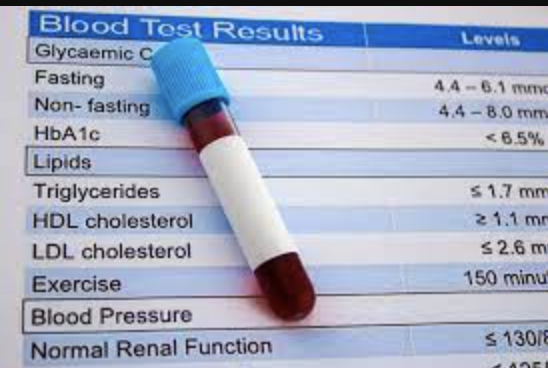 Blood Test Results Levels
Glycaemic C
Fasting 4.4 – 6.1 mmo
Non- fasting 4.4 – 8.0 mm
HbA1c < 6.5%
Lipids
Triglycerides ≤ 1.7 mm
HDL cholesterol ≥ 1.1 mm
LDL cholesterol ≤ 2.6 m
Exercise 150 minu
Blood Pressure
Normal Renal Function ≤ 130/8